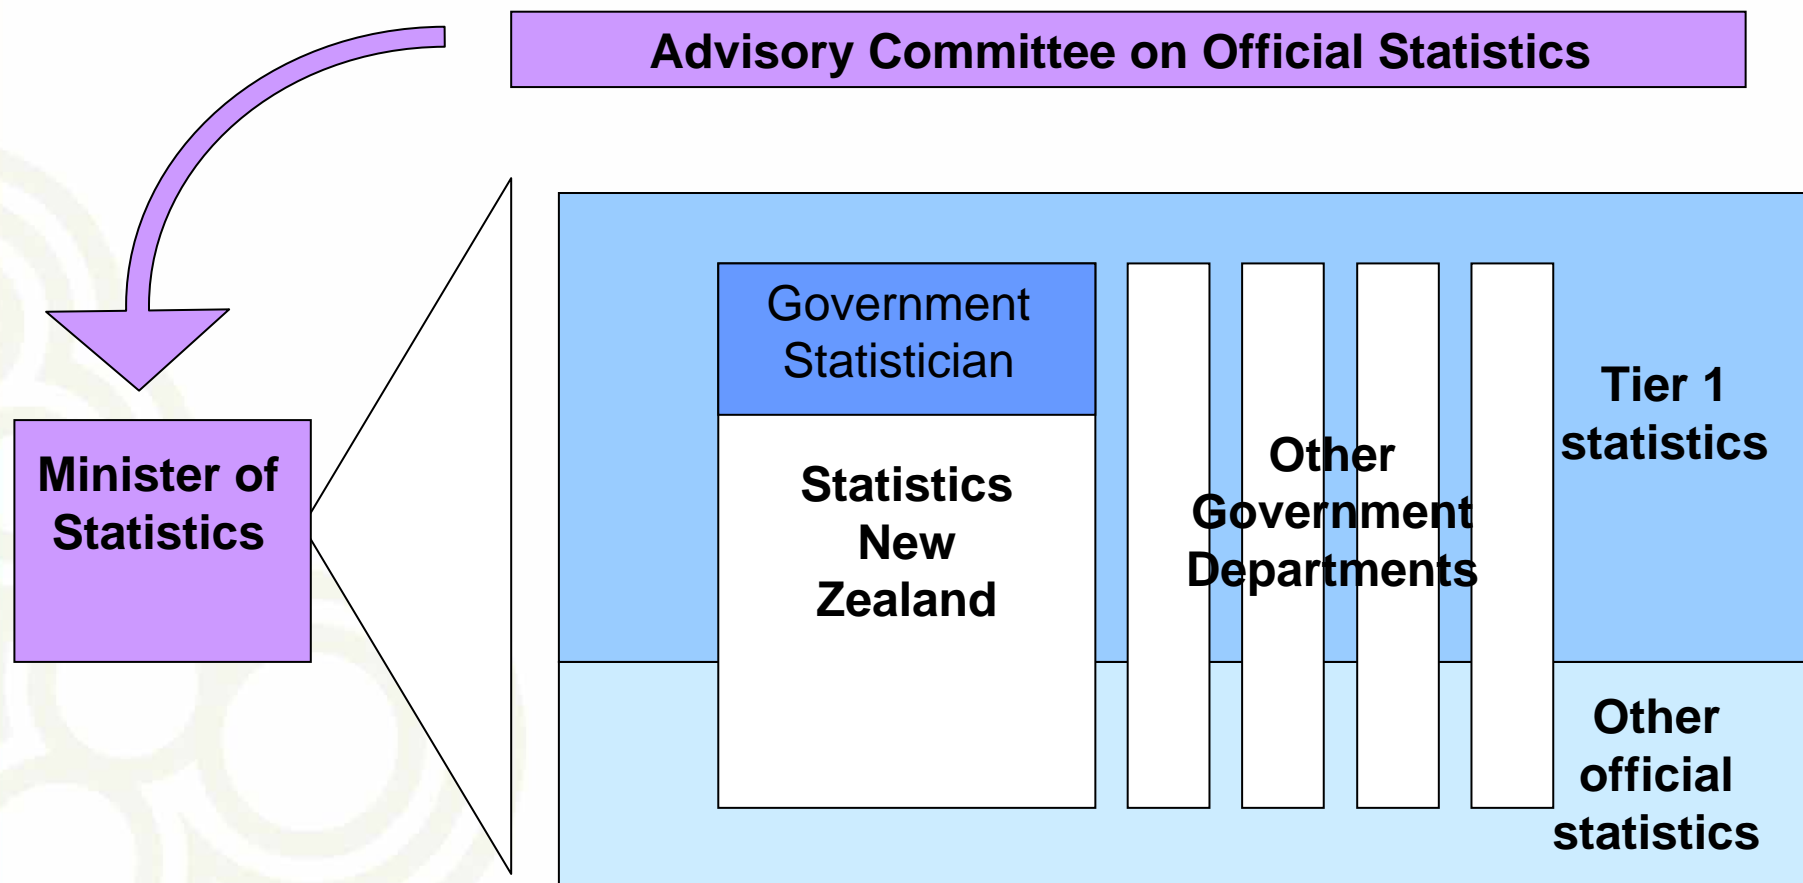 Advisory Committee on Official Statistics
Minister of
Statistics
Government
Statistician
Statistics
New
Zealand
Other
Government
Departments
Tier 1
statistics
Other
official
statistics